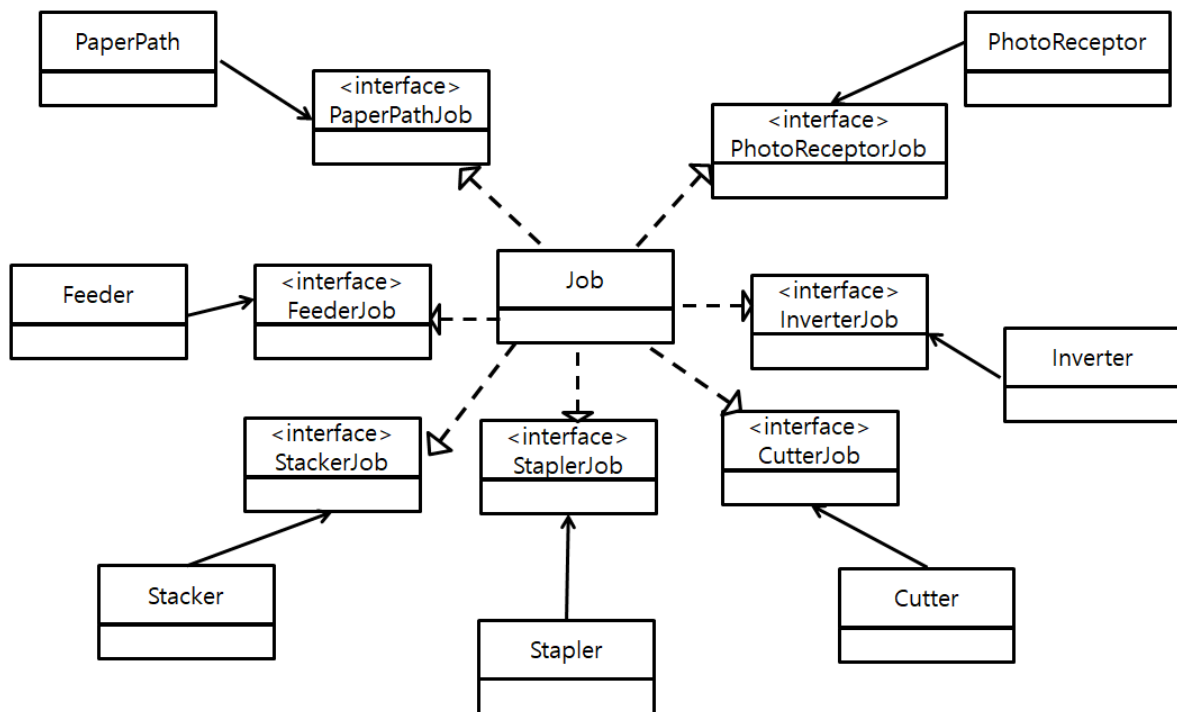 PaperPath
PhotoReceptor
<interface>
PaperPathJob
<interface>
PhotoReceptorJob
Job
Feeder
<interface>
FeederJob
<interface>
InverterJob
Inverter
<interface>
StackerJob
<interface>
StaplerJob
<interface>
CutterJob
Stacker
Cutter
Stapler